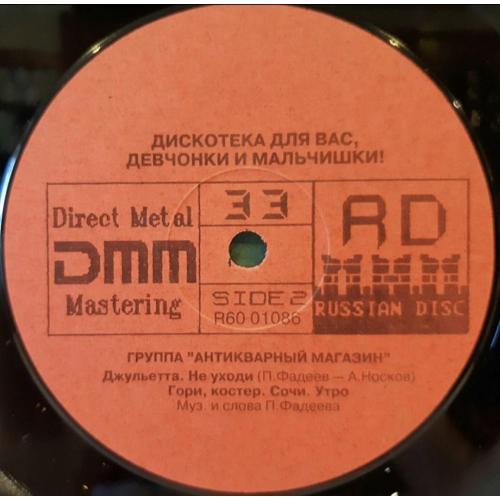 ДИСКОТЕКА ДЛЯ ВАС,
ДЕВЧОНКИ И МАЛЬЧИШКИ!
Direct Metal
DMM
Mastering
33
SIDE 2
R60 01086
RD
RUSSIAN DISC
ГРУППА "АНТИКВАРНЫЙ МАГАЗИН"
Джульетта. Не уходи (П.Фадеев — А.Носков)
Гори, костер. Сочи. Утро
Муз. и слова П.Фадеева